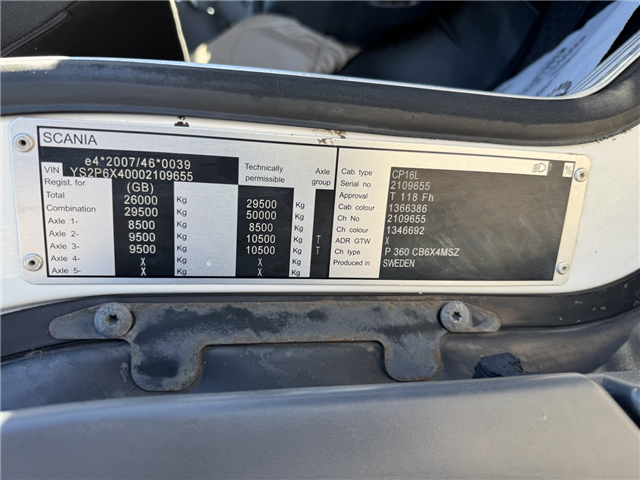 SCANIA
e4*2007/46*0039
VIN YS2P6X40002109655
Regist. for (GB) Technically permissible Axle group
Total 26000 Kg 29500 Kg
Combination 29500 Kg 50000 Kg
Axle 1- 8500 Kg 8500 Kg
Axle 2- 9500 Kg 10500 Kg T
Axle 3- 9500 Kg 10500 Kg T
Axle 4- X Kg X Kg
Axle 5- X Kg X Kg
Cab type CP16L
Serial no 2109655
Approval T 118 Fh
Cab colour 1366386
Ch No 2109655
Ch colour 1346692
ADR GTW X
Ch type P 360 CB6X4MSZ
Produced in SWEDEN